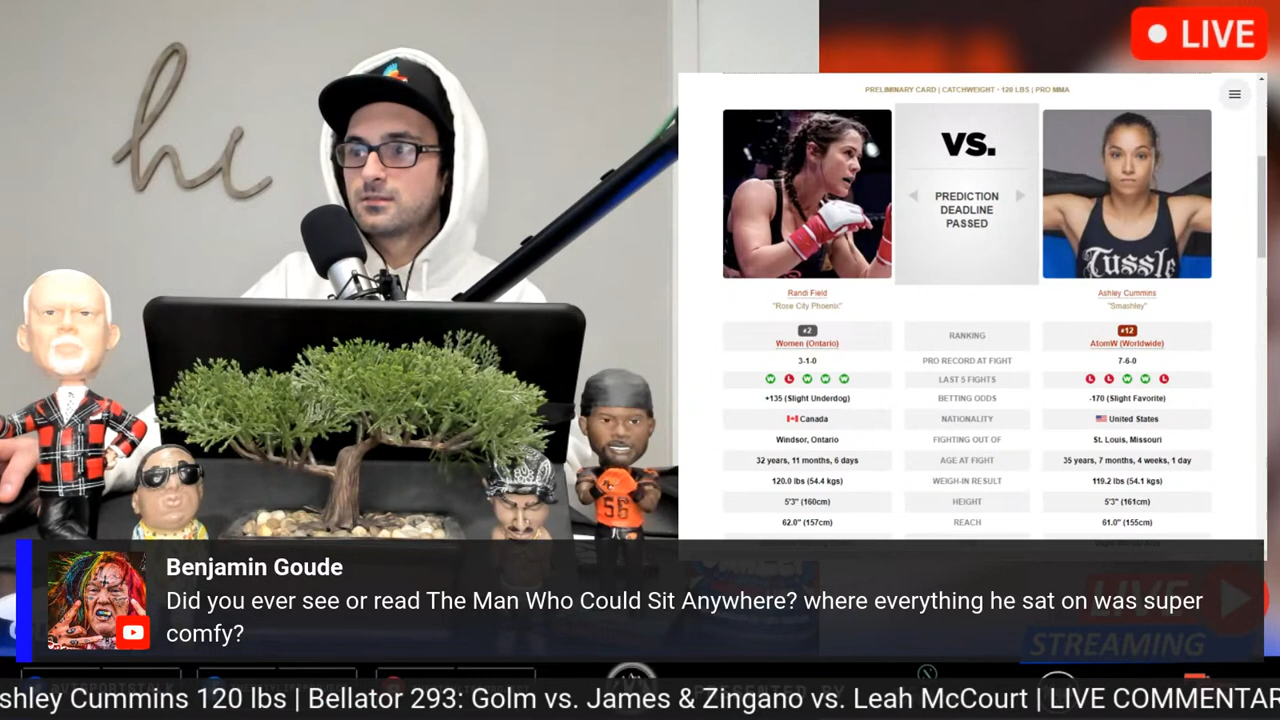 hi
LIVE
PRELIMINARY CARD | CATCHWEIGHT · 120 LBS | PRO MMA
VS.
PREDICTION
DEADLINE
PASSED
Tussle
Randi Field
"Rose City Phoenix"
Ashley Cummins
"Smashley"
#2
Women (Ontario)
RANKING
#12
AtomW (Worldwide)
3-1-0
PRO RECORD AT FIGHT
7-6-0
W L W W W
LAST 5 FIGHTS
L L W W L
+135 (Slight Underdog)
BETTING ODDS
-170 (Slight Favorite)
Canada
NATIONALITY
United States
Windsor, Ontario
FIGHTING OUT OF
St. Louis, Missouri
32 years, 11 months, 6 days
AGE AT FIGHT
35 years, 7 months, 4 weeks, 1 day
120.0 lbs (54.4 kgs)
WEIGH-IN RESULT
119.2 lbs (54.1 kgs)
5'3" (160cm)
HEIGHT
5'3" (161cm)
62.0" (157cm)
REACH
61.0" (155cm)
56
Benjamin Goude
Did you ever see or read The Man Who Could Sit Anywhere? where everything he sat on was super
comfy?
LIVE
STREAMING
shley Cummins 120 lbs | Bellator 293: Golm vs. James & Zingano vs. Leah McCourt | LIVE COMMENTAR